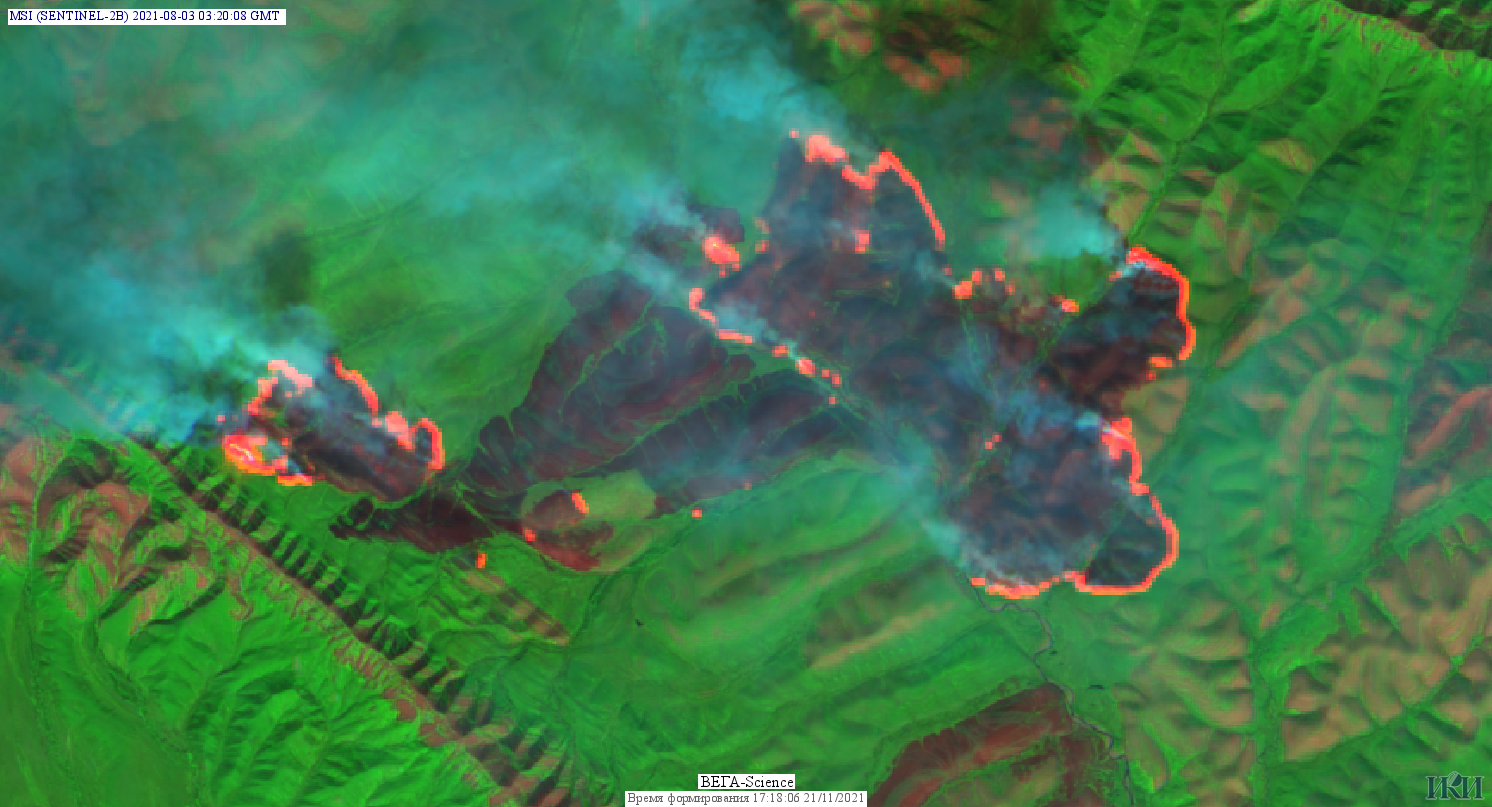 MSI (SENTINEL-2B) 2021-08-03 03:20:08 GMT
ВЕГА-Science
Время формирования 17:18:06 21/11/2021
ИКИ